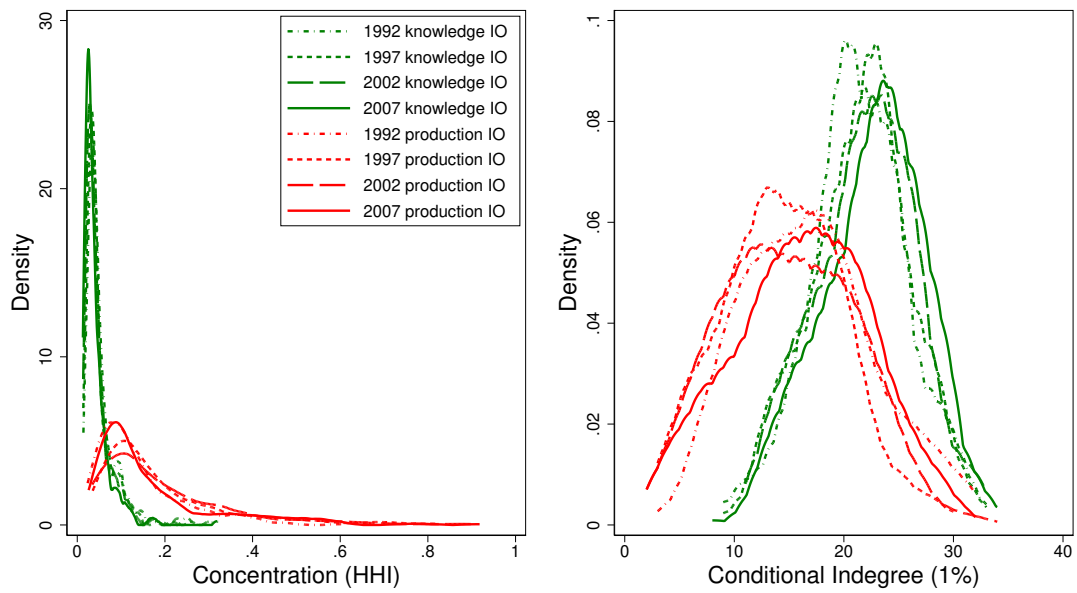 1992 knowledge IO
1997 knowledge IO
2002 knowledge IO
2007 knowledge IO
1992 production IO
1997 production IO
2002 production IO
2007 production IO
Density
30
20
10
0
0 .2 .4 .6 .8 1
Concentration (HHI)
Density
.1
.08
.06
.04
.02
0
0 10 20 30 40
Conditional Indegree (1%)